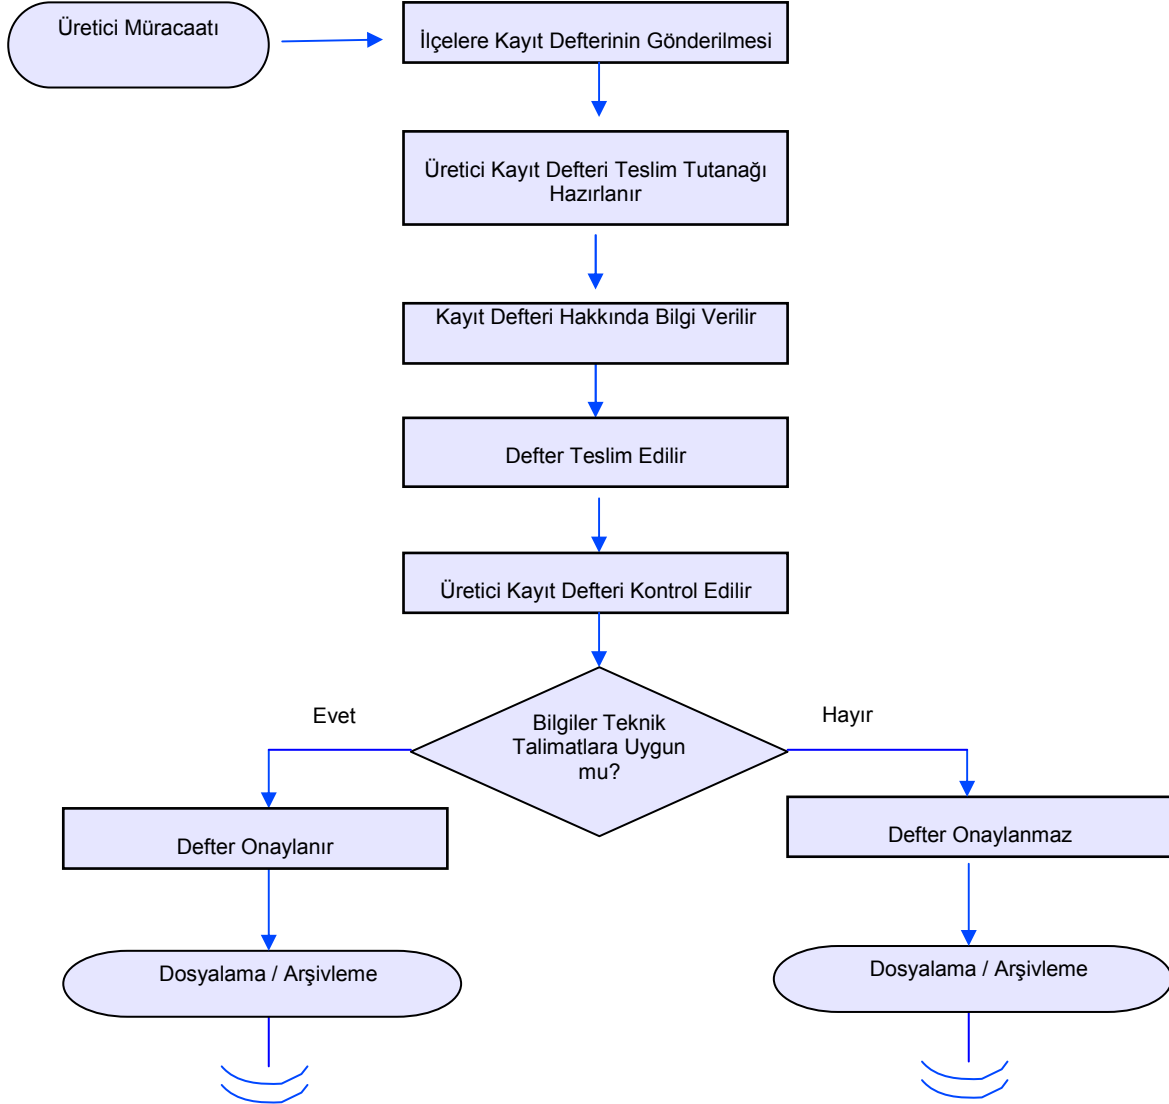 Üretici Müracaatı
İlçelere Kayıt Defterinin Gönderilmesi
Üretici Kayıt Defteri Teslim Tutanağı
Hazırlanır
Kayıt Defteri Hakkında Bilgi Verilir
Defter Teslim Edilir
Üretici Kayıt Defteri Kontrol Edilir
Evet
Bilgiler Teknik
Talimatlara Uygun
mu?
Hayır
Defter Onaylanır
Defter Onaylanmaz
Dosyalama / Arşivleme
Dosyalama / Arşivleme